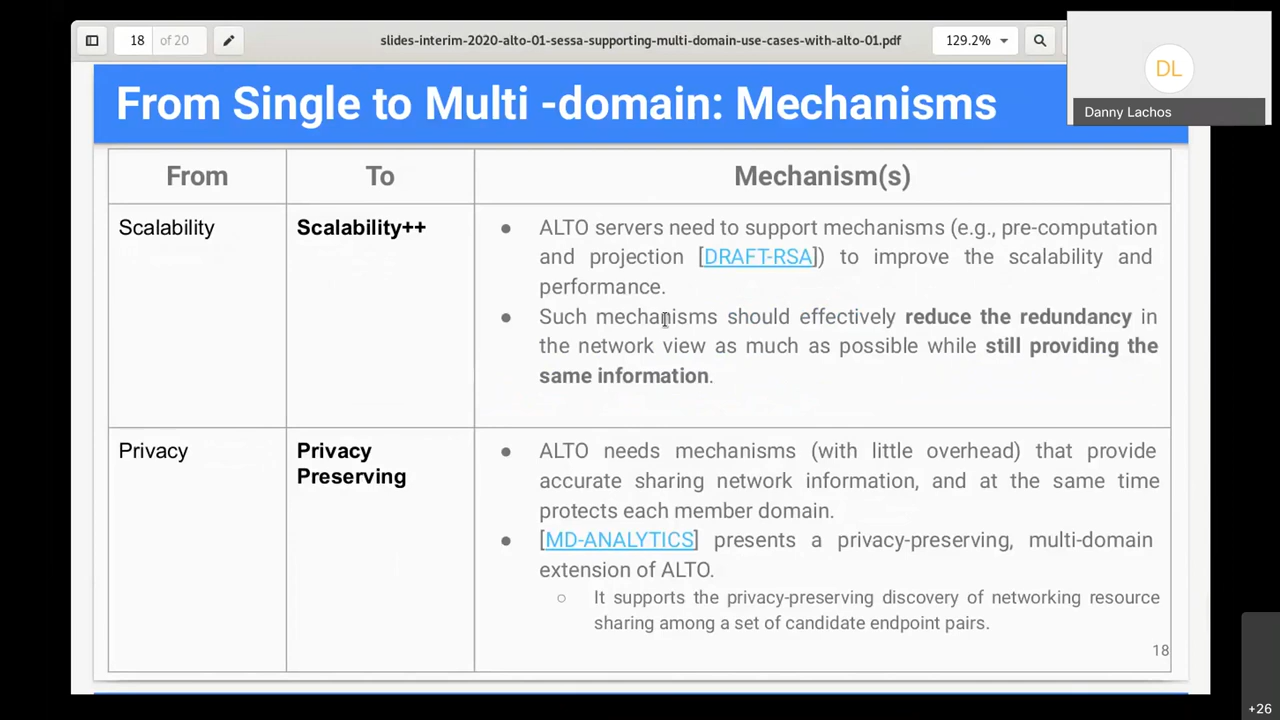 18 of 20
slides-interim-2020-alto-01-sessa-supporting-multi-domain-use-cases-with-alto-01.pdf
129.2%
DL
Danny Lachos
From Single to Multi -domain: Mechanisms
From To Mechanism(s)
Scalability
Scalability++
● ALTO servers need to support mechanisms (e.g., pre-computation
and projection [DRAFT-RSA]) to improve the scalability and
performance.
● Such mechanisms should effectively reduce the redundancy in
the network view as much as possible while still providing the
same information.
Privacy
Privacy
Preserving
● ALTO needs mechanisms (with little overhead) that provide
accurate sharing network information, and at the same time
protects each member domain.
● [MD-ANALYTICS] presents a privacy-preserving, multi-domain
extension of ALTO.
○ It supports the privacy-preserving discovery of networking resource
sharing among a set of candidate endpoint pairs.
18
+26